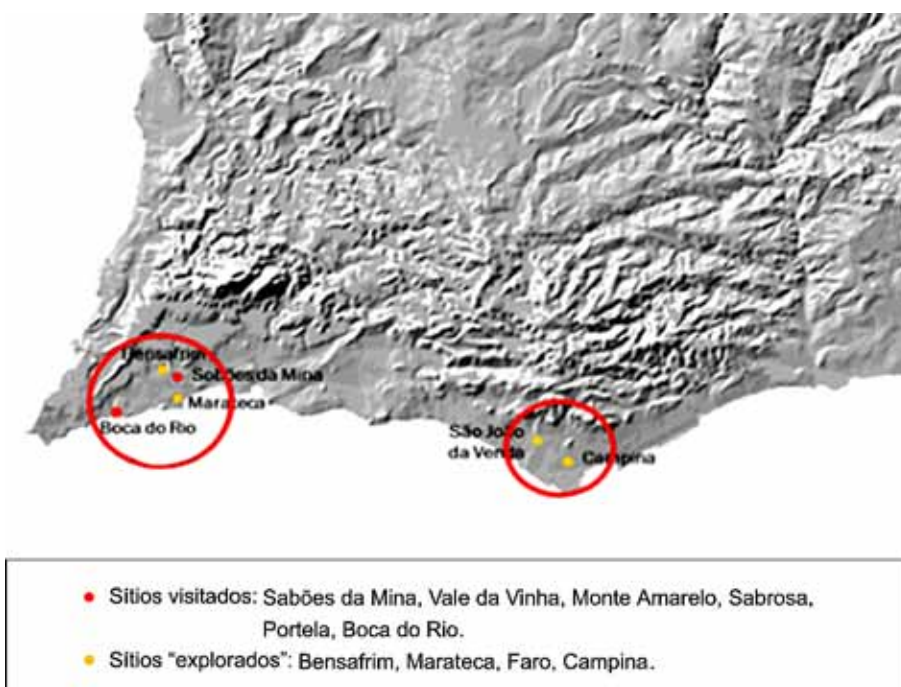 Bensafrim
Sobões da Mina
Marateca
Boca do Rio
São João
da Venda
Campina
Sítios visitados: Sabões da Mina, Vale da Vinha, Monte Amarelo, Sabrosa,
Portela, Boca do Rio.
Sítios “explorados”: Bensafrim, Marateca, Faro, Campina.